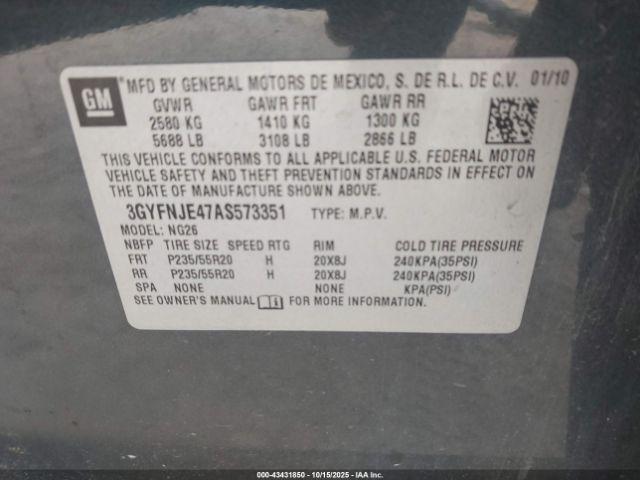 GM
MFD BY GENERAL MOTORS DE MEXICO, S. DE R.L. DE C.V. 01/10
GVWR GAWR FRT GAWR RR
2580 KG 1410 KG 1300 KG
5688 LB 3108 LB 2866 LB
THIS VEHICLE CONFORMS TO ALL APPLICABLE U.S. FEDERAL MOTOR
VEHICLE SAFETY AND THEFT PREVENTION STANDARDS IN EFFECT ON THE
DATE OF MANUFACTURE SHOWN ABOVE.
3GYFNJE47AS573351 TYPE: M.P.V.
MODEL: NG26
NBFP TIRE SIZE SPEED RTG RIM COLD TIRE PRESSURE
FRT P235/55R20 H 20X8J 240KPA(35PSI)
RR P235/55R20 H 20X8J 240KPA(35PSI)
SPA NONE NONE KPA(PSI)
SEE OWNER'S MANUAL i FOR MORE INFORMATION.
000-43431850 - 10/15/2025 - IAAI.COM